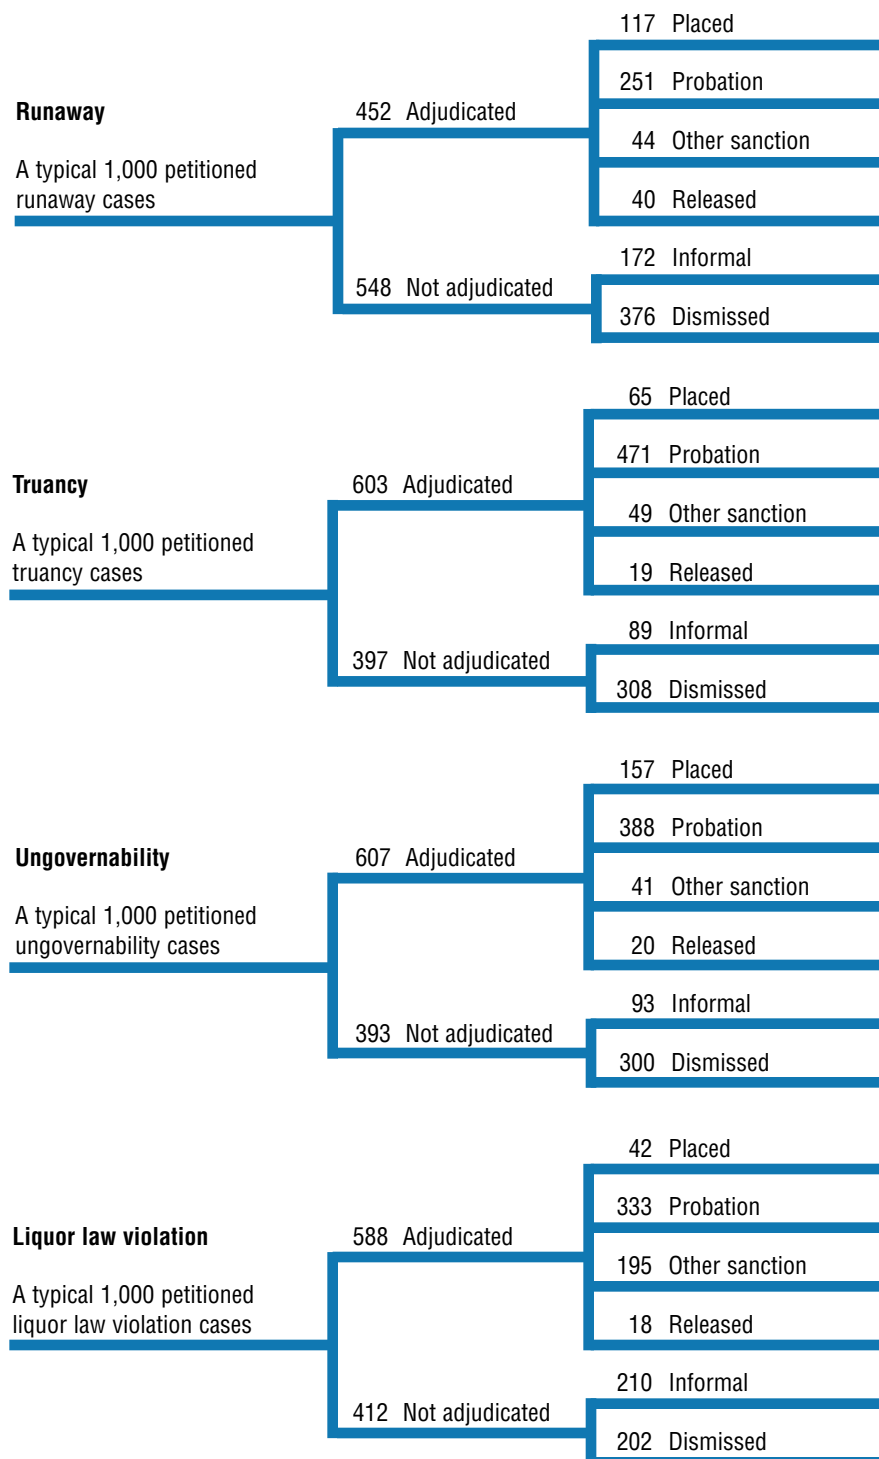 117 Placed
251 Probation
Runaway
452 Adjudicated
44 Other sanction
A typical 1,000 petitioned
runaway cases
40 Released
172 Informal
548 Not adjudicated
376 Dismissed
65 Placed
471 Probation
Truancy
603 Adjudicated
49 Other sanction
A typical 1,000 petitioned
truancy cases
19 Released
89 Informal
397 Not adjudicated
308 Dismissed
157 Placed
388 Probation
Ungovernability
607 Adjudicated
41 Other sanction
A typical 1,000 petitioned
ungovernability cases
20 Released
93 Informal
393 Not adjudicated
300 Dismissed
42 Placed
333 Probation
Liquor law violation
588 Adjudicated
195 Other sanction
A typical 1,000 petitioned
liquor law violation cases
18 Released
210 Informal
412 Not adjudicated
202 Dismissed